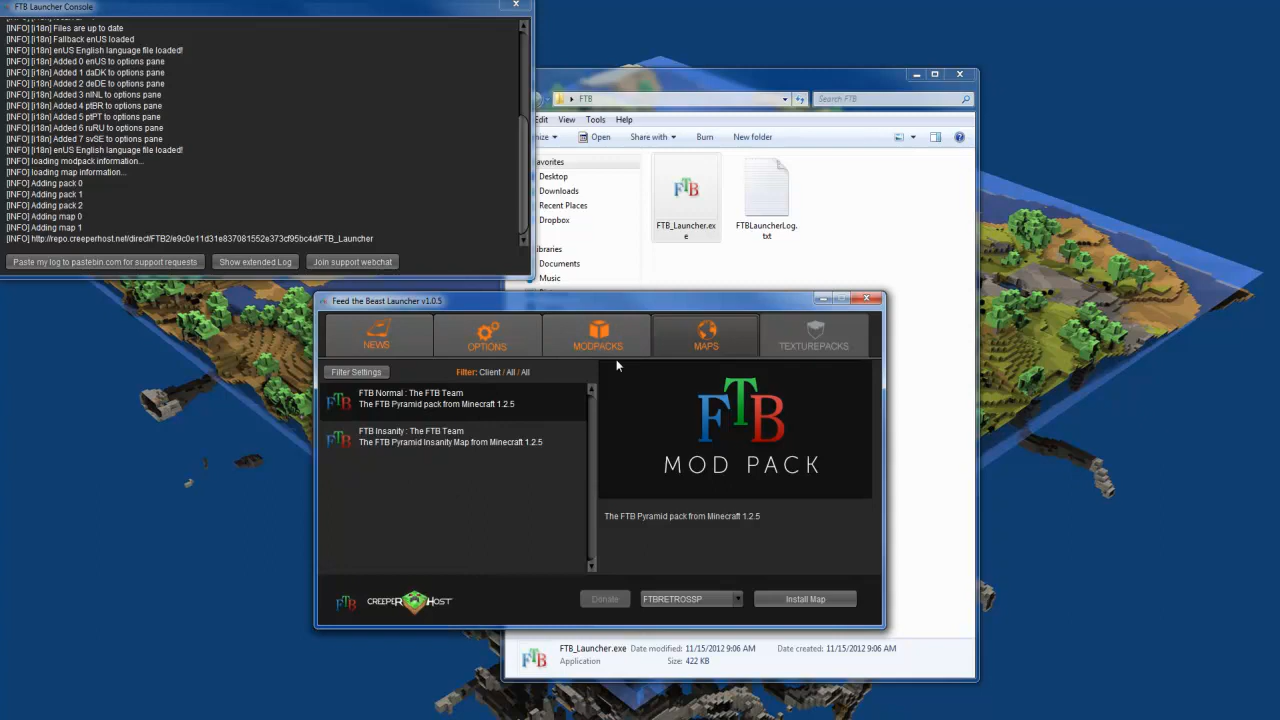 FTB Launcher Console
[INFO] [i18n] Files are up to date
[INFO] [i18n] Fallback enUS loaded
[INFO] [i18n] enUS English language file loaded!
[INFO] [i18n] Added 0 enUS to options pane
[INFO] [i18n] Added 1 daDK to options pane
[INFO] [i18n] Added 2 deDE to options pane
[INFO] [i18n] Added 3 nlNL to options pane
[INFO] [i18n] Added 4 ptBR to options pane
[INFO] [i18n] Added 5 ptPT to options pane
[INFO] [i18n] Added 6 ruRU to options pane
[INFO] [i18n] Added 7 svSE to options pane
[INFO] [i18n] enUS English language file loaded!
[INFO] loading modpack information...
[INFO] loading map information...
[INFO] Adding pack 0
[INFO] Adding pack 1
[INFO] Adding pack 2
[INFO] Adding map 0
[INFO] Adding map 1
[INFO] http://repo.creeperhost.net/direct/FTB2/e9c0e11d31e837081552e373cf95bc4d/FTB_Launcher
Paste my log to pastebin.com for support requests
Show extended Log
Join support webchat
FTB
Search FTB
Edit View Tools Help
Open Share with Burn New folder
Desktop
Downloads
Recent Places
Dropbox
Documents
Music
FTB
FTB_Launcher.ex
e
FTBLauncherLog.
txt
Feed the Beast Launcher v1.0.5
NEWS
OPTIONS
MODPACKS
MAPS
TEXTUREPACKS
Filter Settings
Filter: Client / All / All
FTB
FTB Normal : The FTB Team
The FTB Pyramid pack from Minecraft 1.2.5
FTB
FTB Insanity : The FTB Team
The FTB Pyramid Insanity Map from Minecraft 1.2.5
FTB
MOD PACK
The FTB Pyramid pack from Minecraft 1.2.5
FTB
CREEPER HOST
Donate
FTBRETROSSP
Install Map
FTB
FTB_Launcher.exe Date modified: 11/15/2012 9:06 AM Date created: 11/15/2012 9:06 AM
Application Size: 422 KB